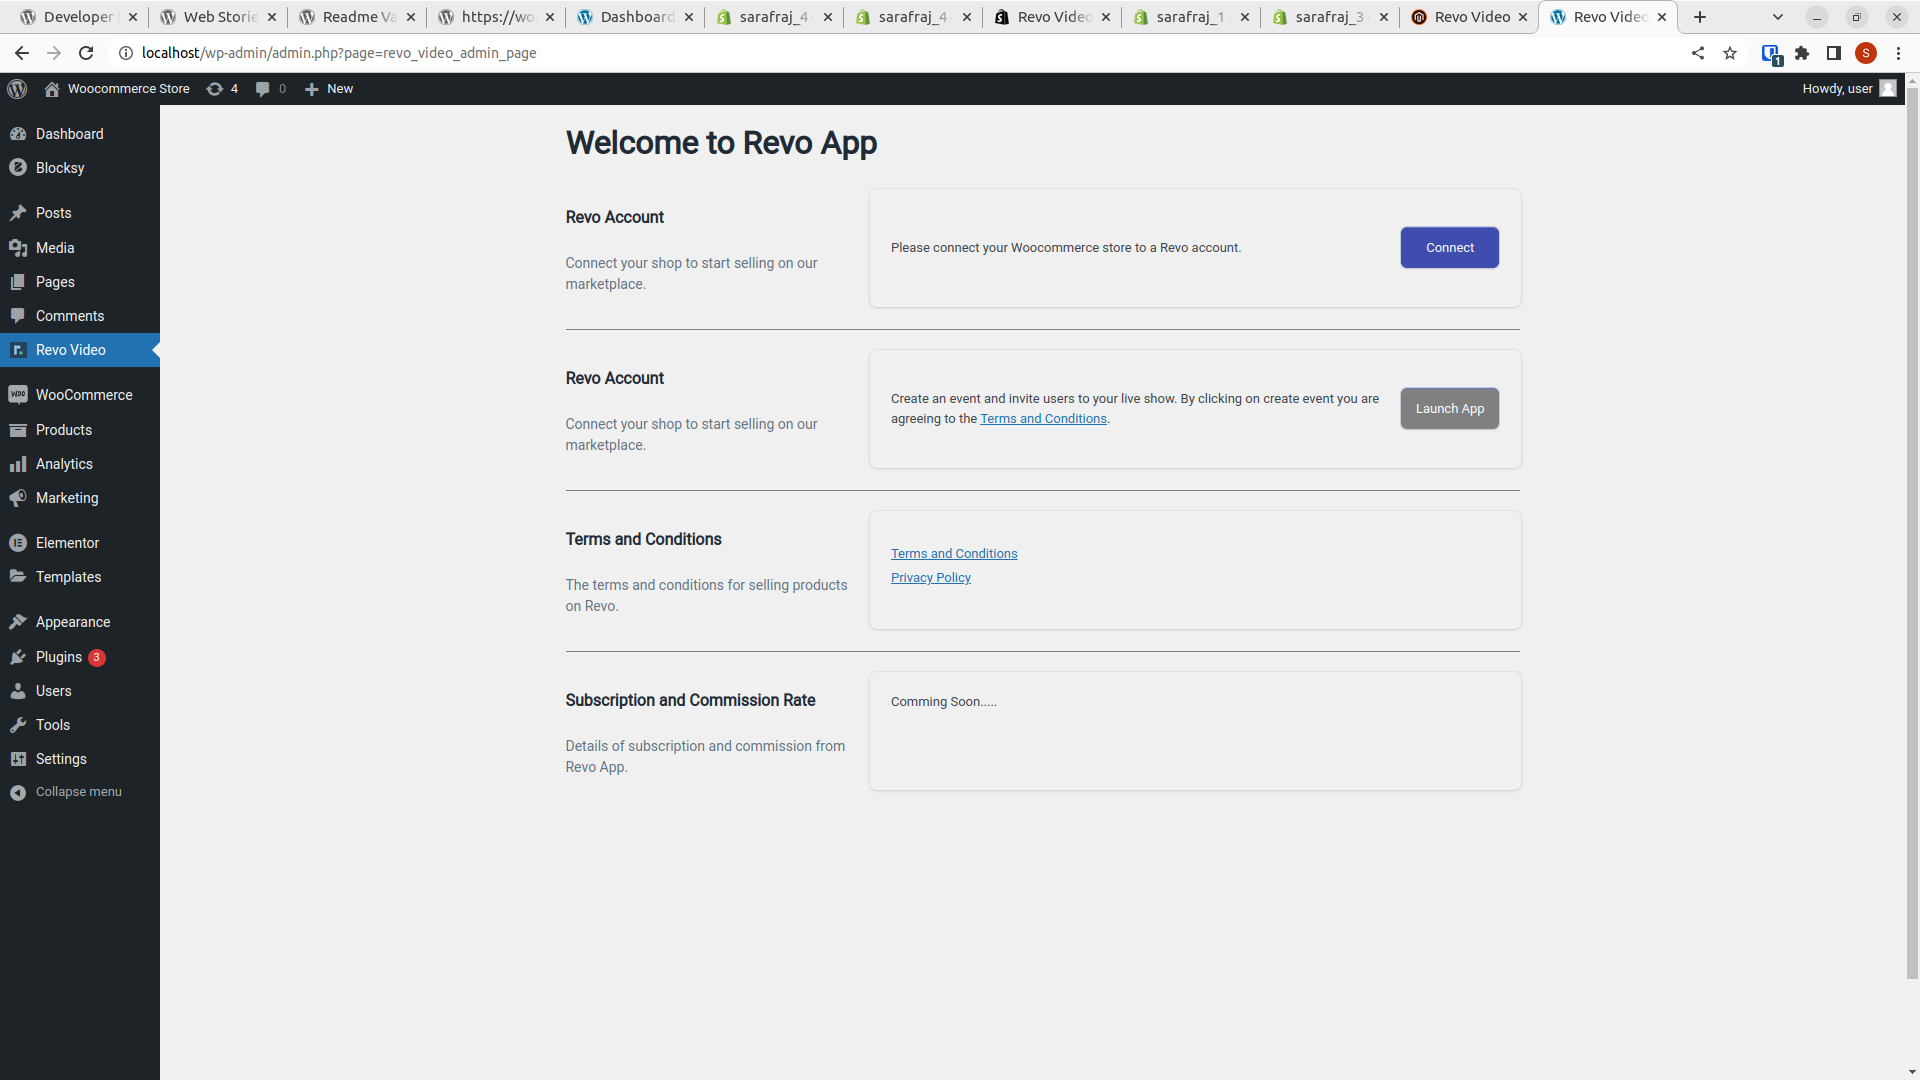 Developer
Web Storie
Readme Va
https://wo
Dashboard
sarafraj_4
sarafraj_4
Revo Video
sarafraj_1
sarafraj_3
Revo Video
Revo Video
localhost/wp-admin/admin.php?page=revo_video_admin_page
1
S
Woocommerce Store
4
0
New
Howdy, user
Dashboard
Blocksy
Posts
Media
Pages
Comments
r.
Revo Video
Woo
WooCommerce
Products
Analytics
Marketing
Elementor
Templates
Appearance
Plugins 3
Users
Tools
Settings
Collapse menu
Welcome to Revo App
Revo Account
Connect your shop to start selling on our
marketplace.
Please connect your Woocommerce store to a Revo account.
Connect
Revo Account
Connect your shop to start selling on our
marketplace.
Create an event and invite users to your live show. By clicking on create event you are
agreeing to the Terms and Conditions.
Launch App
Terms and Conditions
The terms and conditions for selling products
on Revo.
Terms and Conditions
Privacy Policy
Subscription and Commission Rate
Details of subscription and commission from
Revo App.
Comming Soon.....